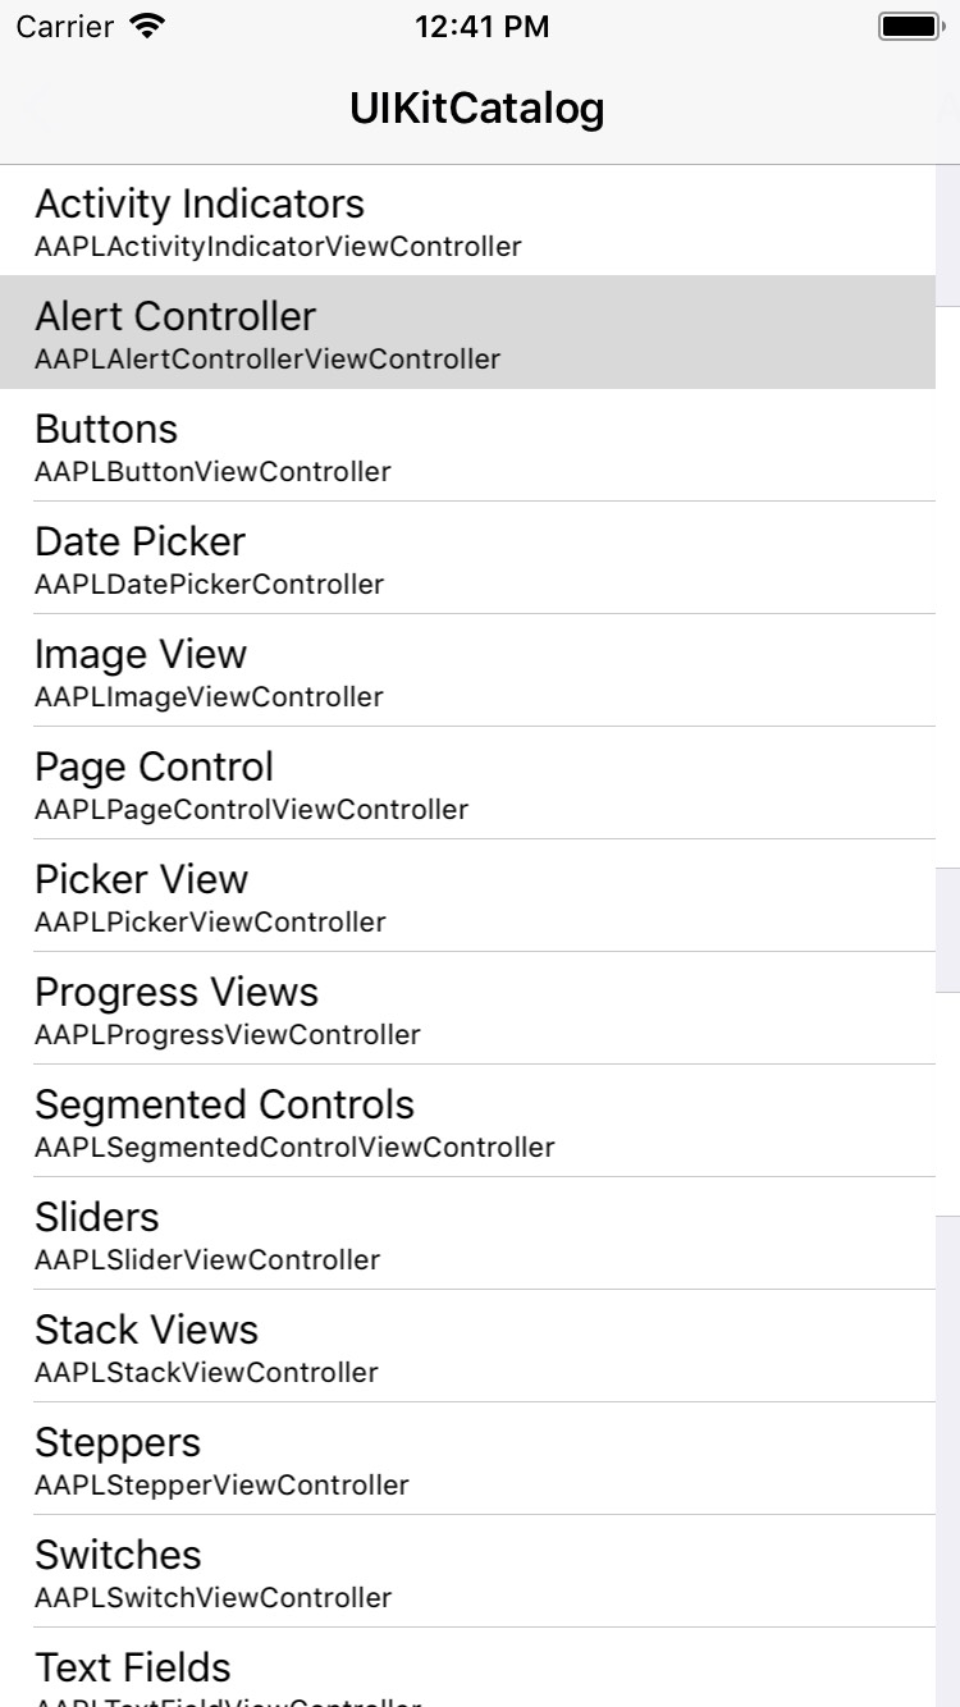 Carrier 12:41 PM
UIKitCatalog
Activity Indicators
AAPLActivityIndicatorViewController
Alert Controller
AAPLAlertControllerViewController
Buttons
AAPLButtonViewController
Date Picker
AAPLDatePickerController
Image View
AAPLImageViewController
Page Control
AAPLPageControlViewController
Picker View
AAPLPickerViewController
Progress Views
AAPLProgressViewController
Segmented Controls
AAPLSegmentedControlViewController
Sliders
AAPLSliderViewController
Stack Views
AAPLStackViewController
Steppers
AAPLStepperViewController
Switches
AAPLSwitchViewController
Text Fields
AAPLTextFieldViewController